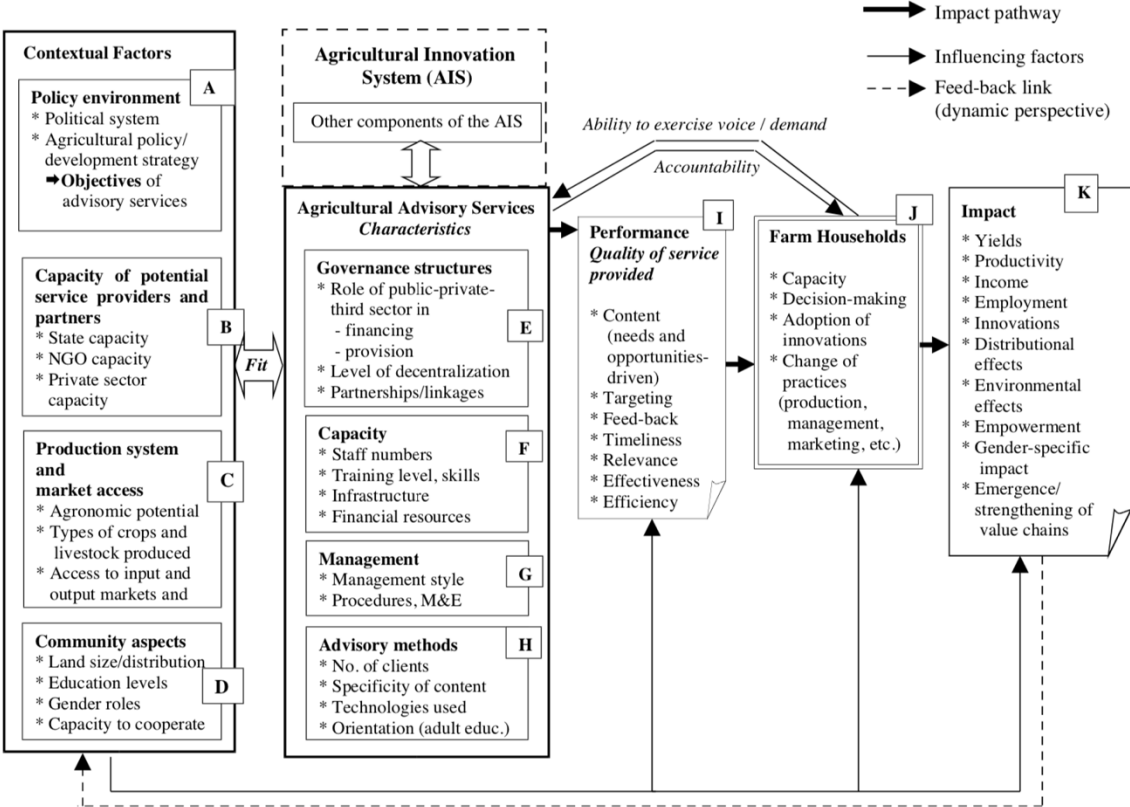 Impact pathway
Influencing factors
Feed-back link
(dynamic perspective)
Contextual Factors
A
Policy environment
* Political system
* Agricultural policy/
development strategy
➡Objectives of
advisory services
B
Capacity of potential
service providers and
partners
* State capacity
* NGO capacity
* Private sector
capacity
C
Production system
and
market access
* Agronomic potential
* Types of crops and
livestock produced
* Access to input and
output markets and
D
Community aspects
* Land size/distribution
* Education levels
* Gender roles
* Capacity to cooperate
Fit
Agricultural Innovation
System (AIS)
Other components of the AIS
Agricultural Advisory Services
Characteristics
Governance structures
* Role of public-private-
third sector in
- financing
- provision
* Level of decentralization
* Partnerships/linkages
E
Capacity
* Staff numbers
* Training level, skills
* Infrastructure
* Financial resources
F
Management
* Management style
* Procedures, M&E
G
Advisory methods
* No. of clients
* Specificity of content
* Technologies used
* Orientation (adult educ.)
H
Ability to exercise voice / demand
Accountability
I
Performance
Quality of service
provided
* Content
(needs and
opportunities-
driven)
* Targeting
* Feed-back
* Timeliness
* Relevance
* Effectiveness
* Efficiency
J
Farm Households
* Capacity
* Decision-making
* Adoption of
innovations
* Change of
practices
(production,
management,
marketing, etc.)
K
Impact
* Yields
* Productivity
* Income
* Employment
* Innovations
* Distributional
effects
* Environmental
effects
* Empowerment
* Gender-specific
impact
* Emergence/
strengthening of
value chains